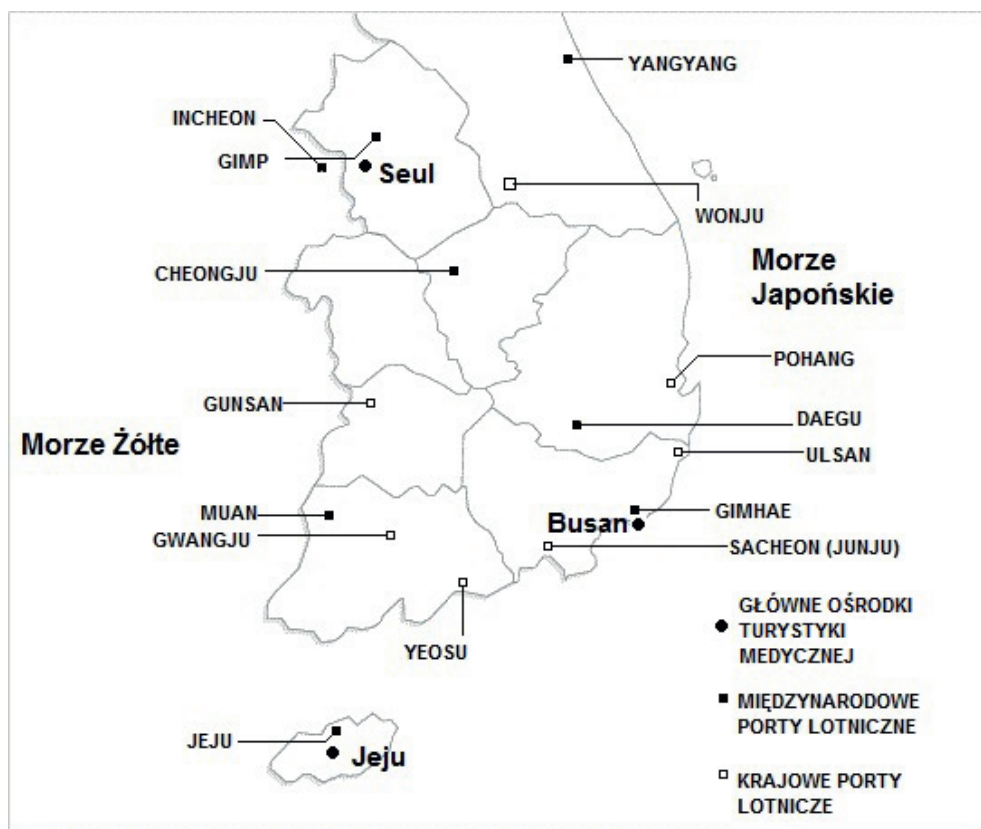 YANGYANG
INCHEON
GIMP
Seul
WONJU
CHEONGJU
Morze
Japońskie
POHANG
GUNSAN
DAEGU
Morze Żółte
ULSAN
MUAN
GIMHAE
Busan
GWANGJU
SACHEON (JUNJU)
YEOSU
GŁÓWNE OŚRODKI
TURYSTYKI
MEDYCZNEJ
MIĘDZYNARODOWE
PORTY LOTNICZNE
JEJU
Jeju
KRAJOWE PORTY
LOTNICZE